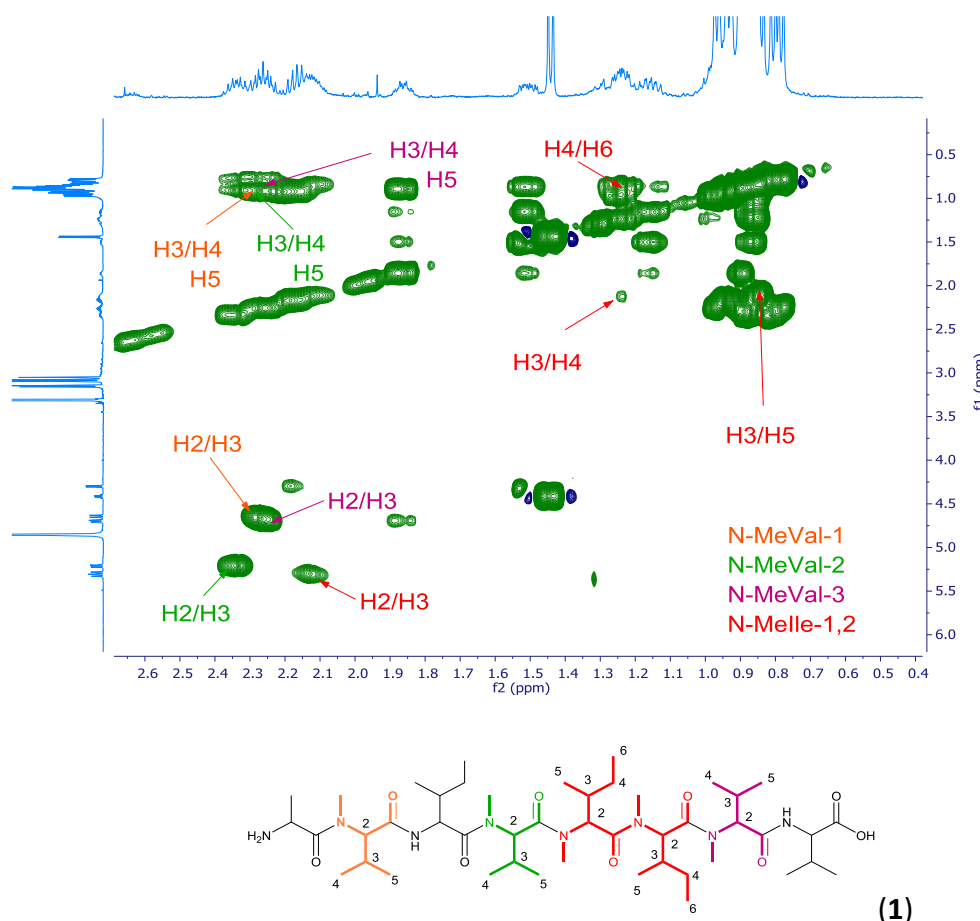 H3/H4
H5
H4/H6
H3/H4
H5
H3/H4
H5
H3/H4
H3/H5
H2/H3
H2/H3
H2/H3
H2/H3
N-MeVal-1
N-MeVal-2
N-MeVal-3
N-MeIle-1,2
0.5
1.0
1.5
2.0
2.5
3.0
3.5
4.0
4.5
5.0
5.5
6.0
f1 (ppm)
2.6 2.5 2.4 2.3 2.2 2.1 2.0 1.9 1.8 1.7 1.6 1.5 1.4 1.3 1.2 1.1 1.0 0.9 0.8 0.7 0.6 0.5 0.4
f2 (ppm)
6
5 3 4 4 5
O N O N O N 3 O
H2N 2 N H 2 N 2 N 2 N 2 H N OH
O 3 O 3 O 3 4 O
4 5 4 5 5 6
(1)